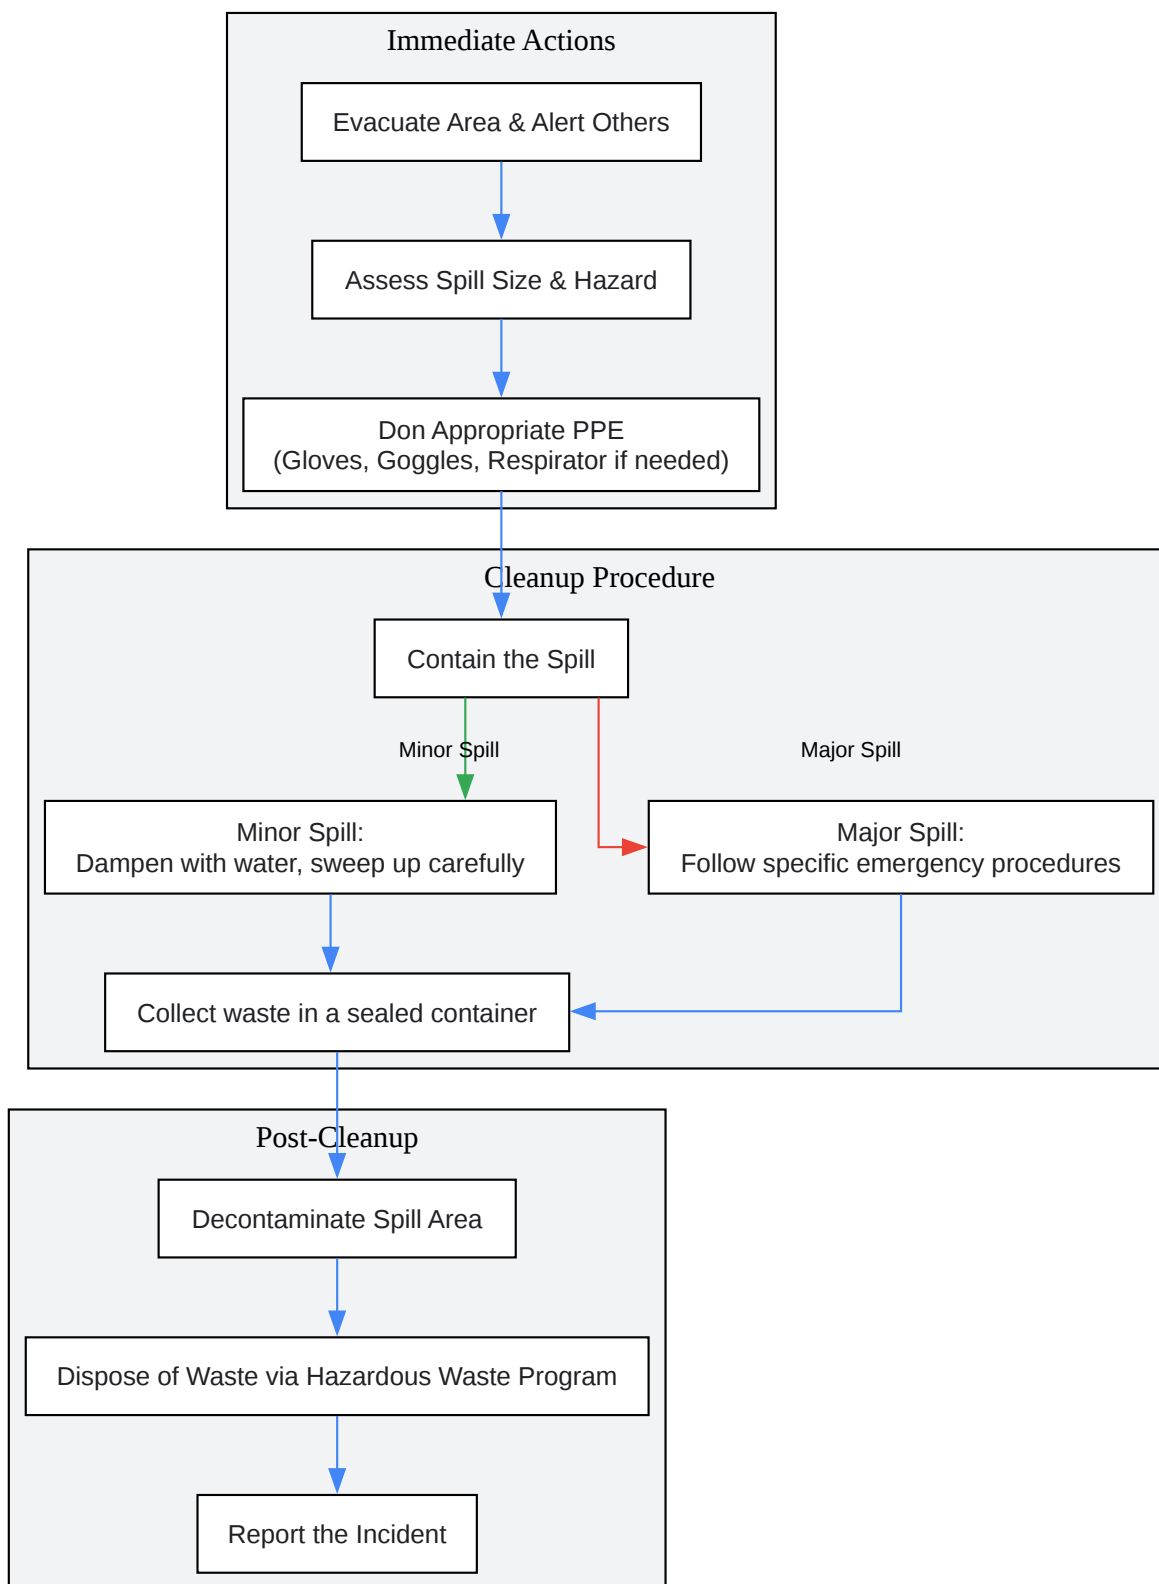 Immediate Actions
Evacuate Area & Alert Others
Assess Spill Size & Hazard
Don Appropriate PPE
(Gloves, Goggles, Respirator if needed)
Cleanup Procedure
Contain the Spill
Minor Spill
Major Spill
Minor Spill:
Dampen with water, sweep up carefully
Major Spill:
Follow specific emergency procedures
Collect waste in a sealed container
Post-Cleanup
Decontaminate Spill Area
Dispose of Waste via Hazardous Waste Program
Report the Incident